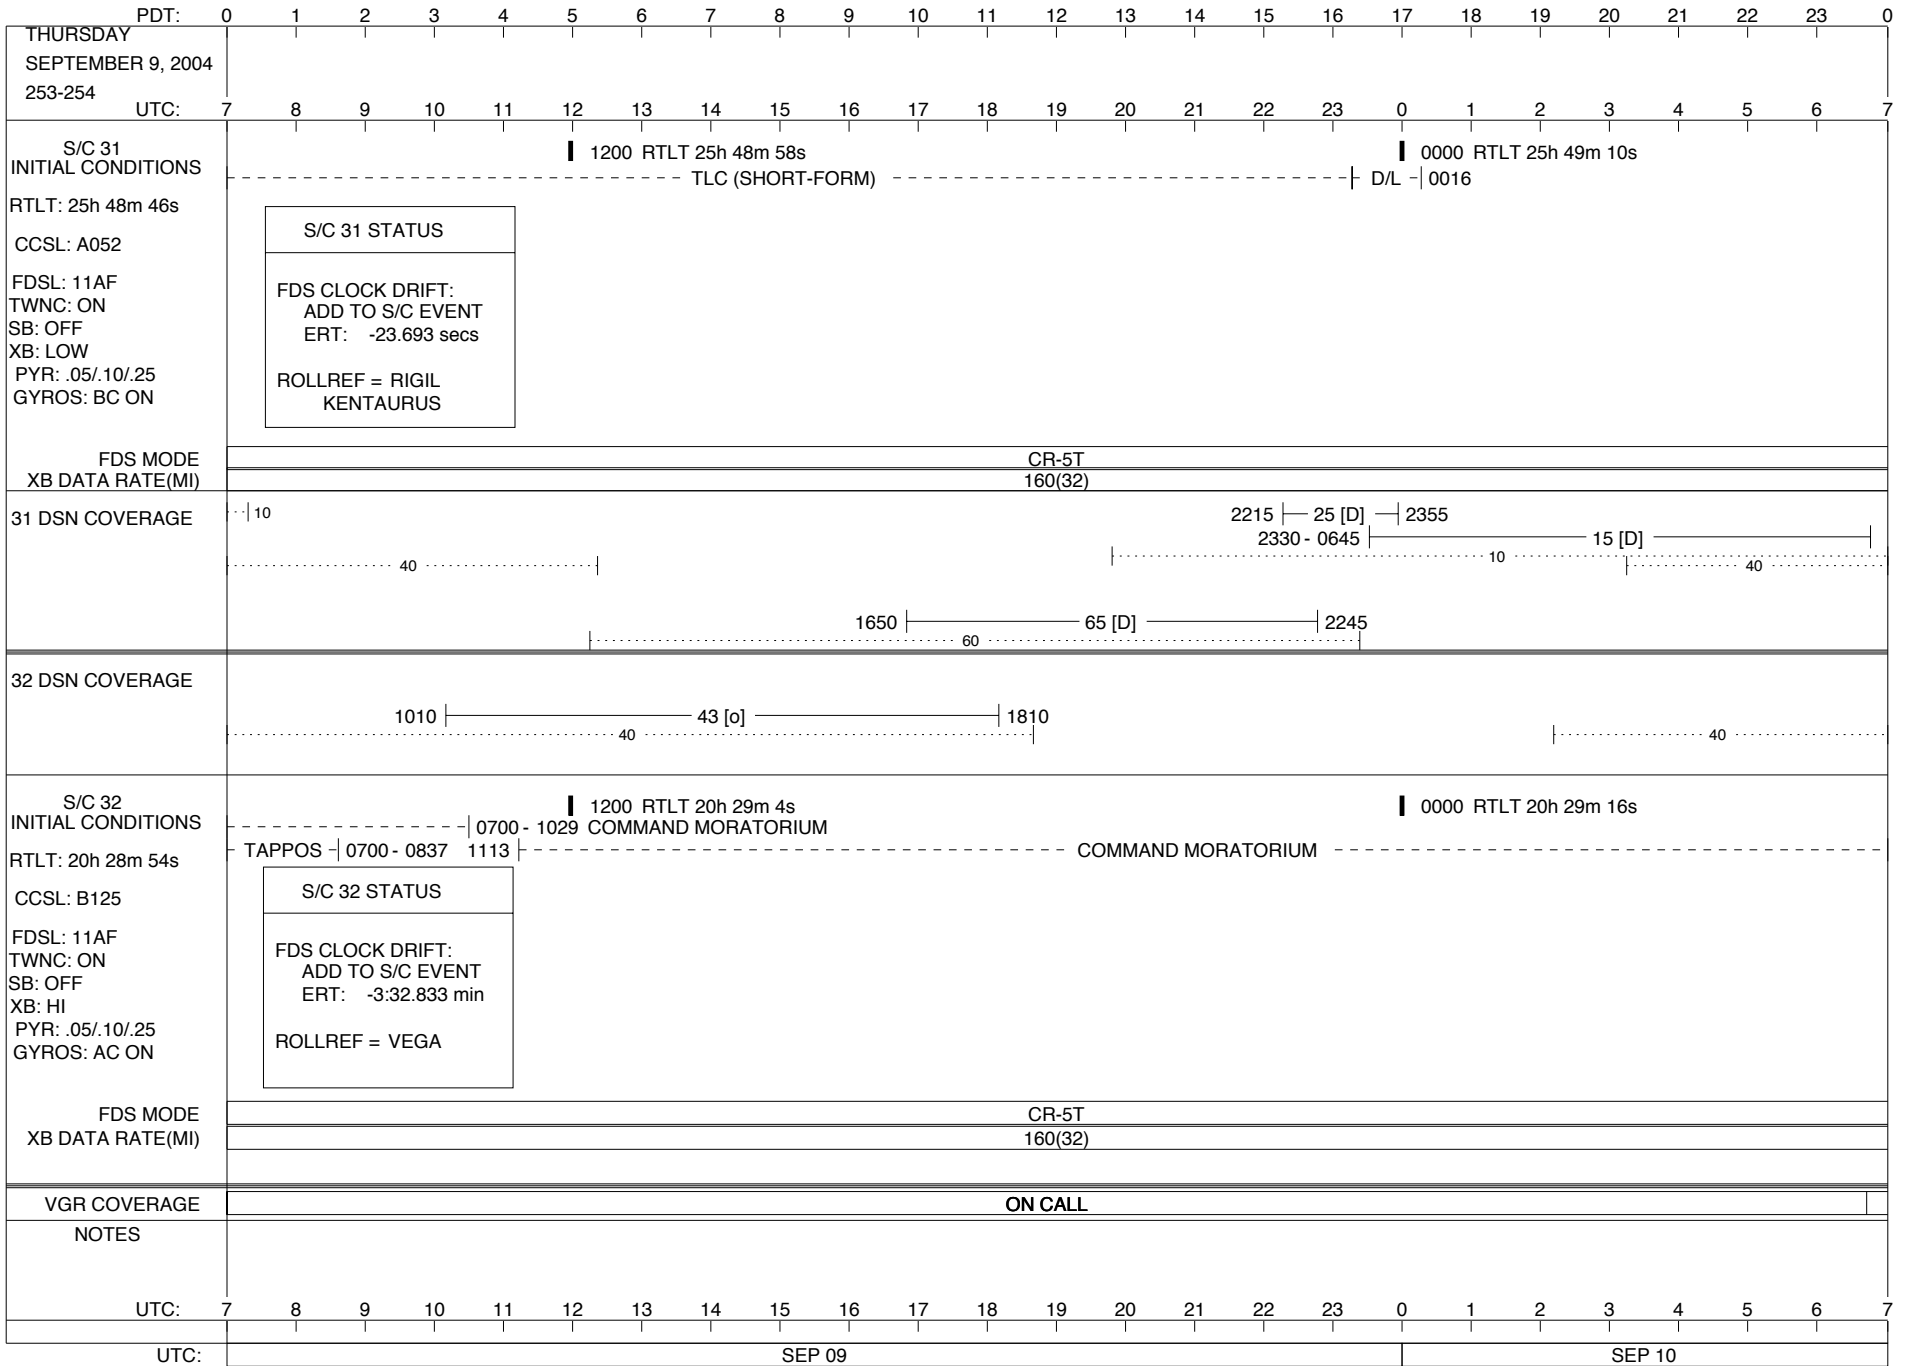 PDT: 0 1 2 3 4 5 6 7 8 9 10 11 12 13 14 15 16 17 18 19 20 21 22 23 0
THURSDAY
SEPTEMBER 9, 2004
253-254
UTC: 7 8 9 10 11 12 13 14 15 16 17 18 19 20 21 22 23 0 1 2 3 4 5 6 7
S/C 31
INITIAL CONDITIONS
RTLT: 25h 48m 46s
CCSL: A052
FDSL: 11AF
TWNC: ON
SB: OFF
XB: LOW
PYR: .05/.10/.25
GYROS: BC ON
1200 RTLT 25h 48m 58s
0000 RTLT 25h 49m 10s
TLC (SHORT-FORM)
D/L
0016
S/C 31 STATUS
FDS CLOCK DRIFT:
ADD TO S/C EVENT
ERT: -23.693 secs
ROLLREF = RIGIL
KENTAURUS
FDS MODE
CR-5T
XB DATA RATE(MI)
160(32)
31 DSN COVERAGE
10
2215 25 [D] 2355
2330 - 0645 15 [D]
10
40
40
1650 65 [D] 2245
60
32 DSN COVERAGE
1010 43 [o] 1810
40
40
S/C 32
INITIAL CONDITIONS
RTLT: 20h 28m 54s
CCSL: B125
FDSL: 11AF
TWNC: ON
SB: OFF
XB: HI
PYR: .05/.10/.25
GYROS: AC ON
1200 RTLT 20h 29m 4s
0000 RTLT 20h 29m 16s
0700 - 1029 COMMAND MORATORIUM
TAPPOS 0700 - 0837 1113 COMMAND MORATORIUM
S/C 32 STATUS
FDS CLOCK DRIFT:
ADD TO S/C EVENT
ERT: -3:32.833 min
ROLLREF = VEGA
FDS MODE
CR-5T
XB DATA RATE(MI)
160(32)
VGR COVERAGE
ON CALL
NOTES
UTC: 7 8 9 10 11 12 13 14 15 16 17 18 19 20 21 22 23 0 1 2 3 4 5 6 7
UTC: SEP 09 SEP 10